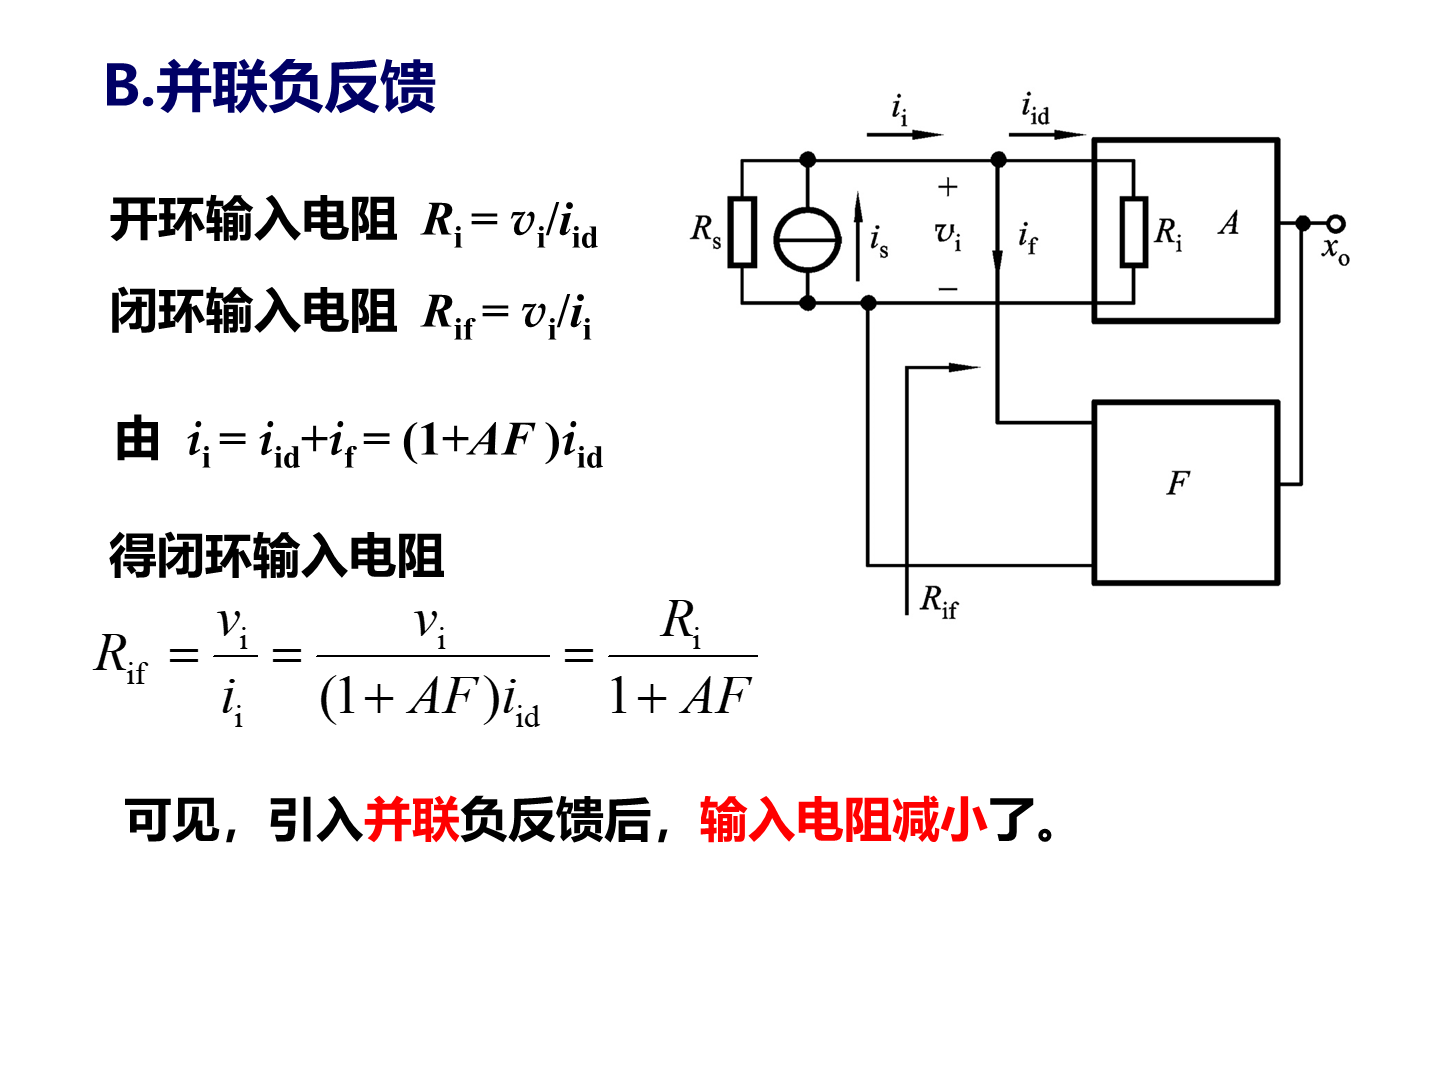 B.并联负反馈
开环输入电阻 Ri = vi/iid
闭环输入电阻 Rif = vi/ii
由 ii = iid+if = (1+AF )iid
得闭环输入电阻
Rif = vi/ii = vi/((1+AF)iid) = Ri/(1+AF)
可见，引入并联负反馈后，输入电阻减小了。
ii
iid
Rs
is
+
vi
−
if
Ri
A
xo
F
Rif